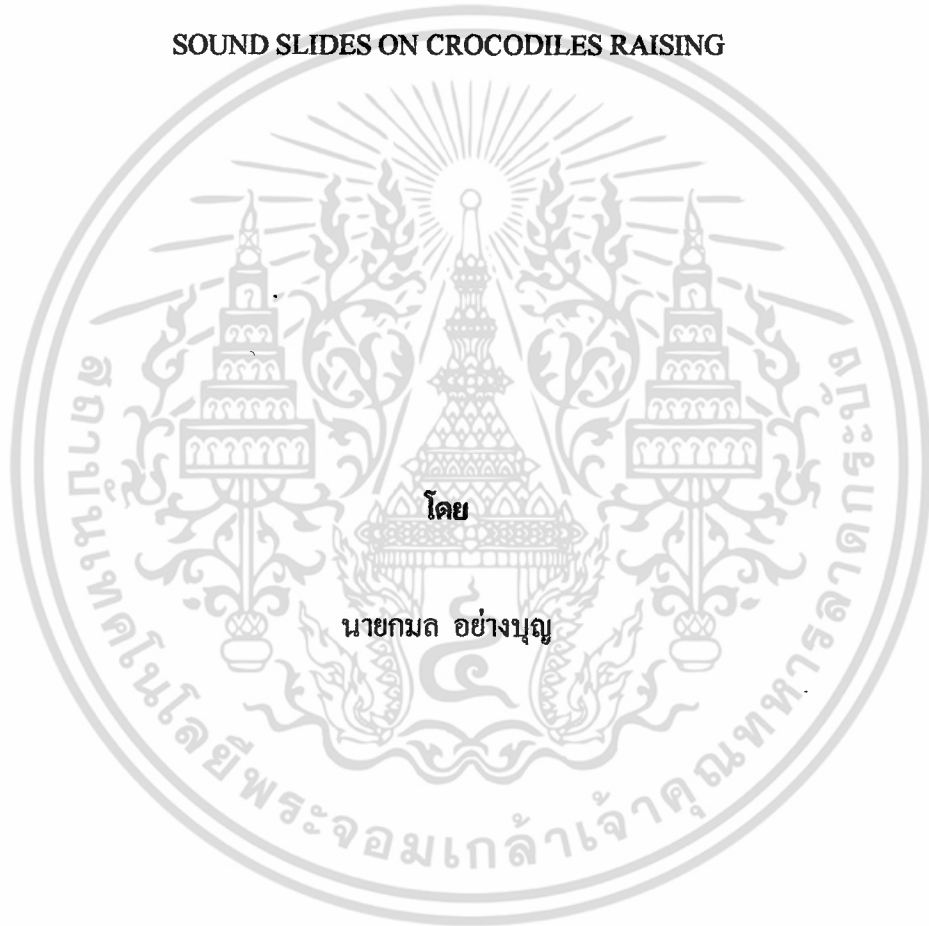 SOUND SLIDES ON CROCODILES RAISING
โดย
นายกมล อย่างบุญ
๔
สถาบันเทคโนโลยีพระจอมเกล้าเจ้าคุณทหารลาดกระบัง